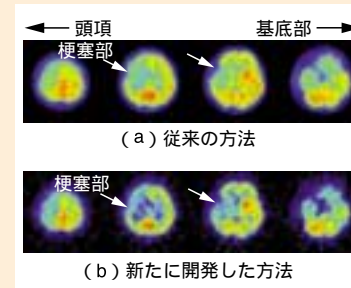 頭項 基底部
梗塞部
(a)従来の方法
梗塞部
(b)新たに開発した方法